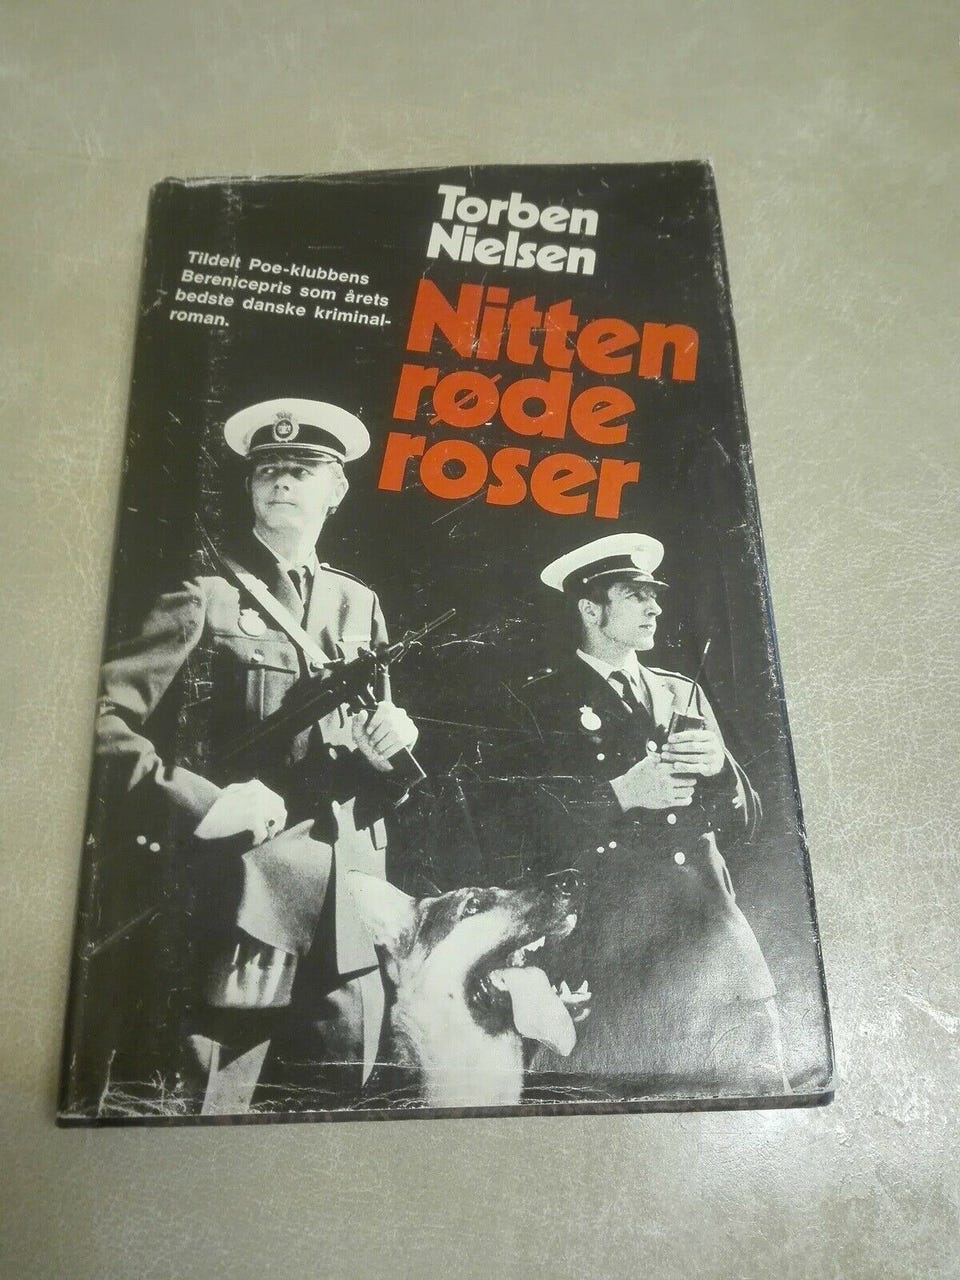 Torben
Nielsen
Tildelt Poe-klubbens
Berenicepris som årets
bedste danske kriminal-
roman.
Nitten
røde
roser